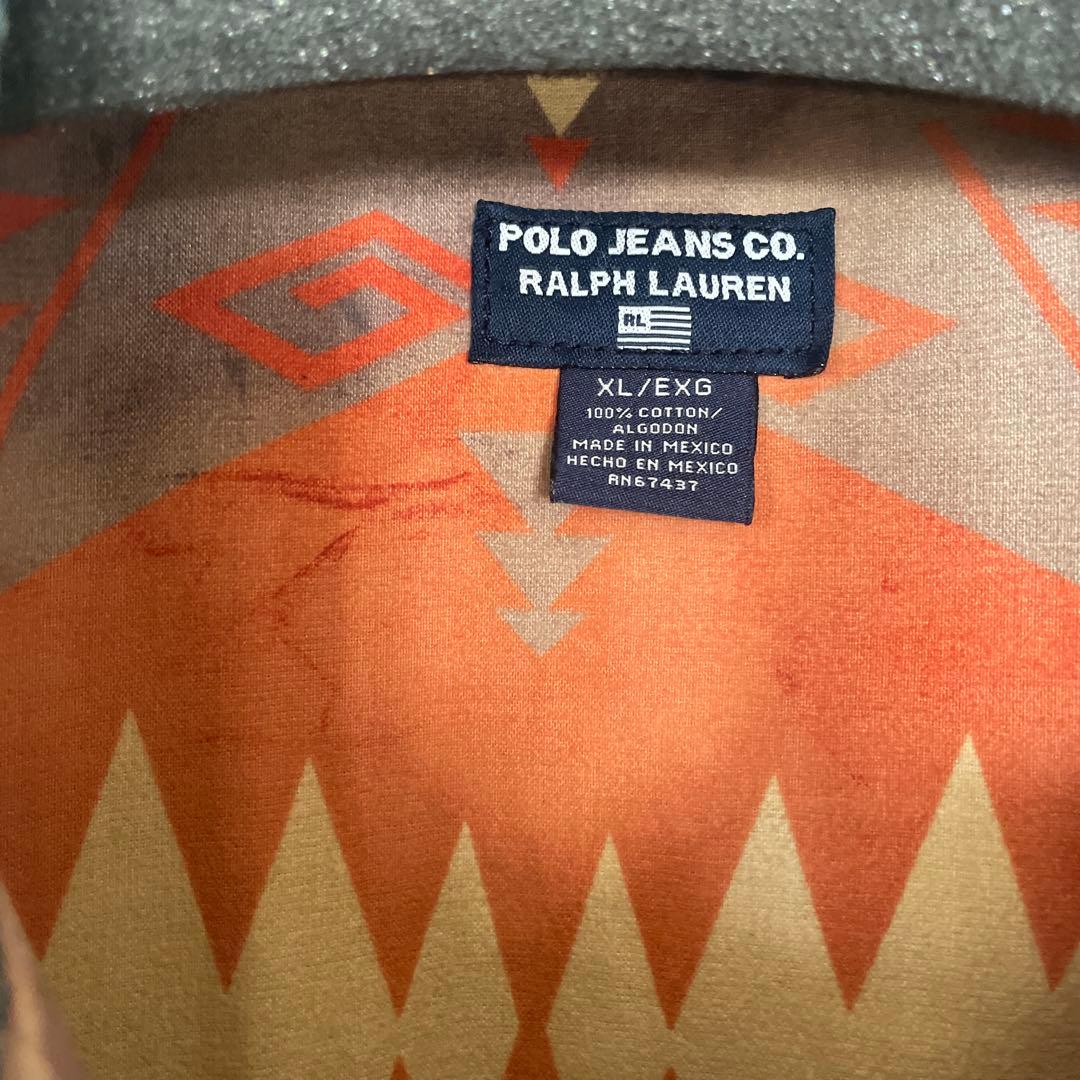 POLO JEANS CO.
RALPH LAUREN
RL
XL/EXG
100% COTTON/
ALGODON
MADE IN MEXICO
HECHO EN MEXICO
RN67437